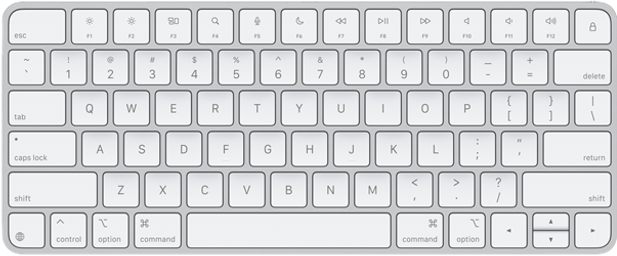 esc F1 F2 F3 F4 F5 F6 F7 F8 F9 F10 F11 F12
~ ! @ # $ % ^ & * ( ) _ +
` 1 2 3 4 5 6 7 8 9 0 - = delete
Q W E R T Y U I O P { } |
tab [ ] \
A S D F G H J K L : "
caps lock ; ' return
Z X C V B N M < > ?
shift , . / shift
control option command command option